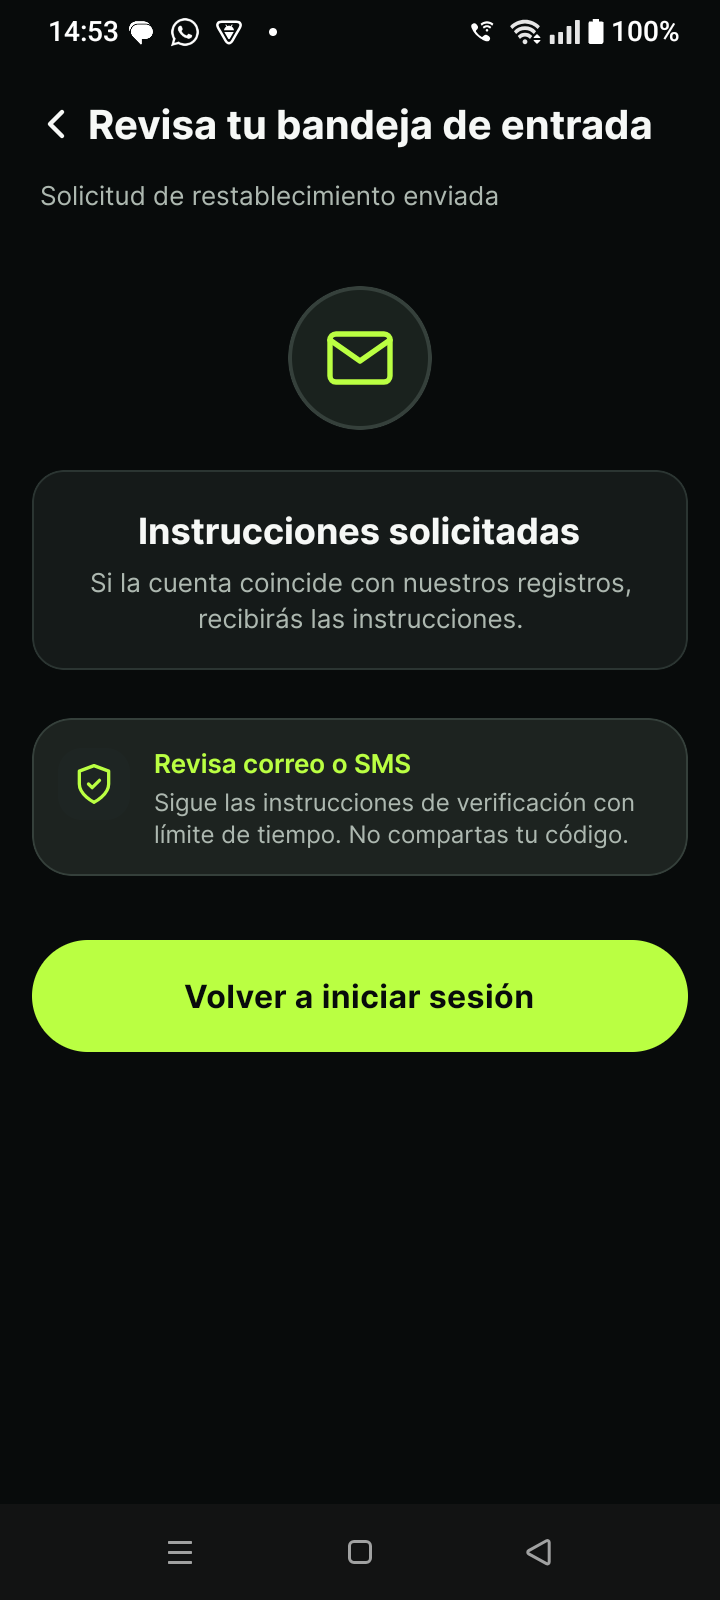 14:53
100%
Revisa tu bandeja de entrada
Solicitud de restablecimiento enviada
Instrucciones solicitadas
Si la cuenta coincide con nuestros registros,
recibirás las instrucciones.
Revisa correo o SMS
Sigue las instrucciones de verificación con
límite de tiempo. No compartas tu código.
Volver a iniciar sesión